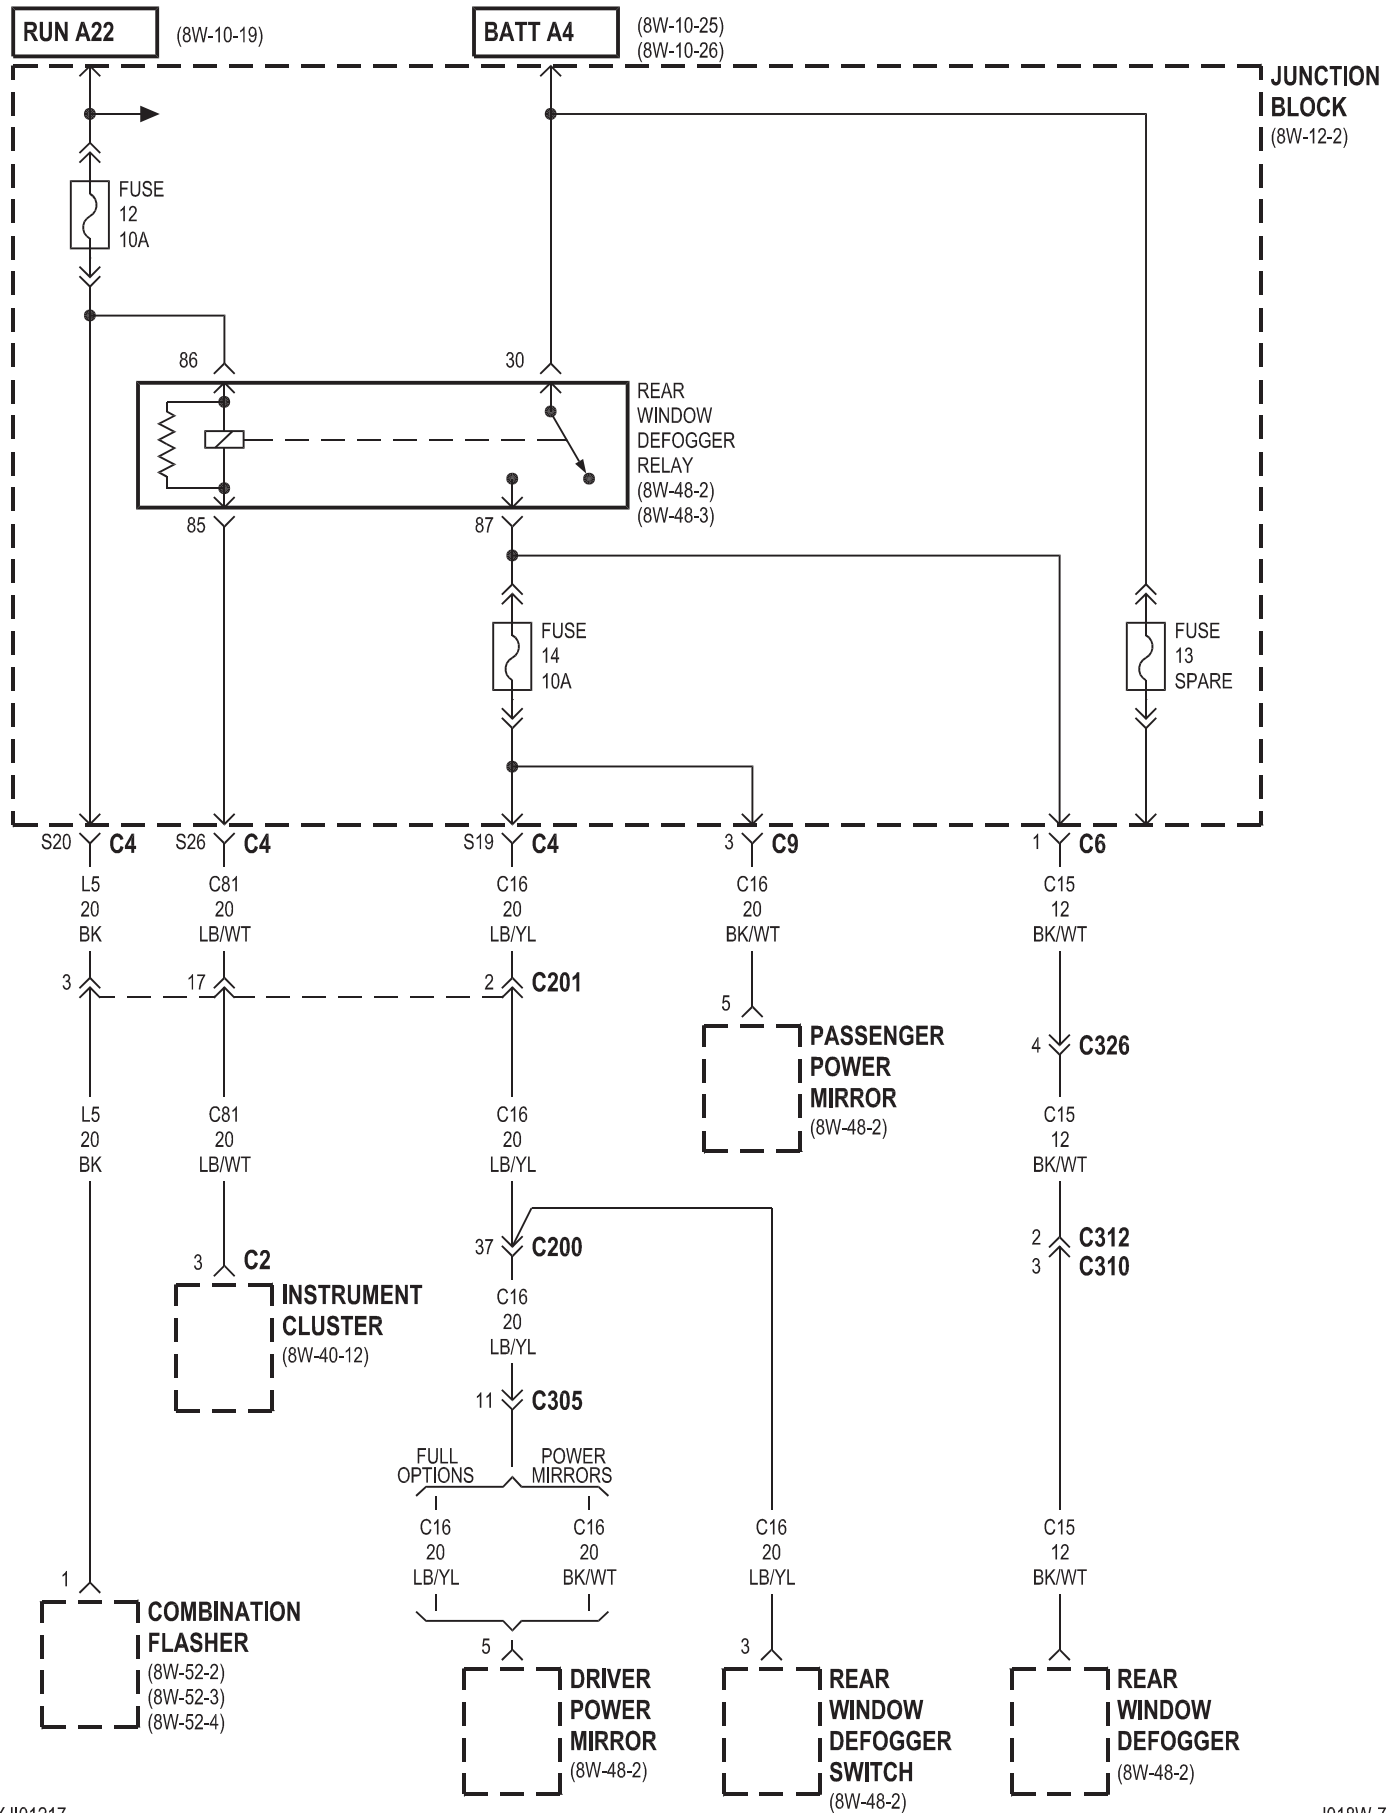 RUN A22
(8W-10-19)
BATT A4
(8W-10-25)
(8W-10-26)
JUNCTION
BLOCK
(8W-12-2)
FUSE
12
10A
86
30
REAR
WINDOW
DEFOGGER
RELAY
(8W-48-2)
(8W-48-3)
85
87
FUSE
14
10A
FUSE
13
SPARE
S20 C4
S26 C4
S19 C4
3 C9
1 C6
L5
20
BK
C81
20
LB/WT
C16
20
LB/YL
C16
20
BK/WT
C15
12
BK/WT
3
17
2 C201
5
PASSENGER
POWER
MIRROR
(8W-48-2)
4 C326
L5
20
BK
C81
20
LB/WT
C16
20
LB/YL
C15
12
BK/WT
3 C2
INSTRUMENT
CLUSTER
(8W-40-12)
37 C200
2 C312
3 C310
C16
20
LB/YL
11 C305
FULL
OPTIONS
POWER
MIRRORS
C16
20
LB/YL
C16
20
BK/WT
C16
20
LB/YL
C15
12
BK/WT
1
COMBINATION
FLASHER
(8W-52-2)
(8W-52-3)
(8W-52-4)
5
DRIVER
POWER
MIRROR
(8W-48-2)
3
REAR
WINDOW
DEFOGGER
SWITCH
(8W-48-2)
REAR
WINDOW
DEFOGGER
(8W-48-2)